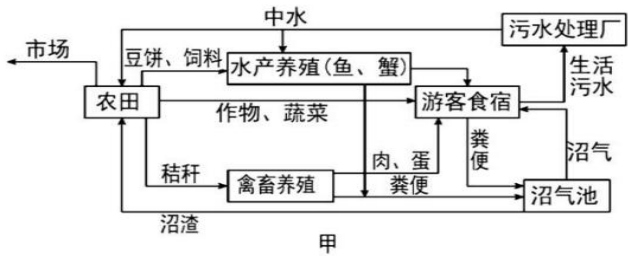 中水
污水处理厂
市场
豆饼、饲料
水产养殖(鱼、蟹)
生活
污水
农田
作物、蔬菜
游客食宿
秸秆
禽畜养殖
肉、蛋
粪便
粪
便
沼气
沼气池
沼渣
甲